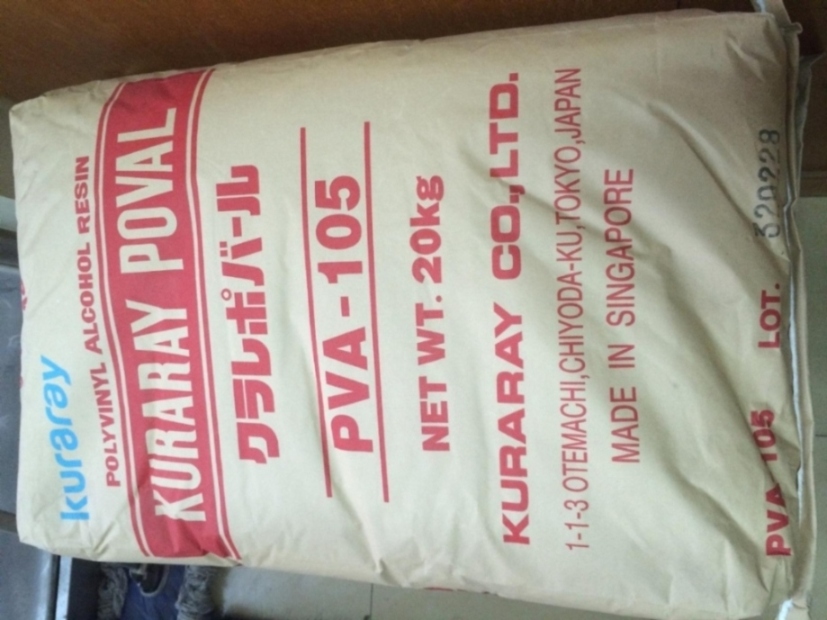 kuraray
POLYVINYL ALCOHOL RESIN
KURARAY POVAL
クラレポバール
PVA-105
NET WT. 20kg
KURARAY CO.,LTD.
1-1-3 OTEMACHI,CHIYODA-KU,TOKYO,JAPAN
MADE IN SINGAPORE
PVA 105 LOT. 320228